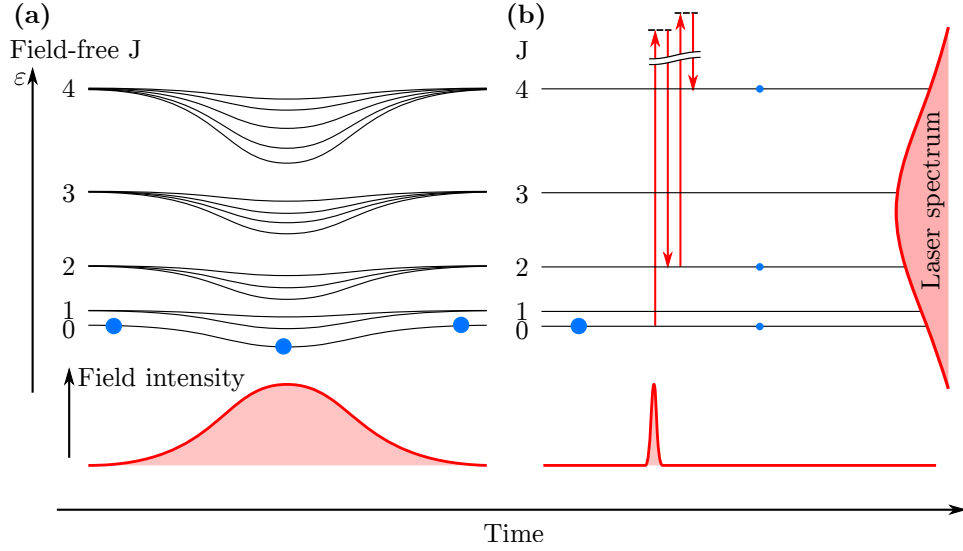 (a)
Field-free J
ε
4
3
2
1
0
Field intensity
(b)
J
4
3
2
1
0
Laser spectrum
Time